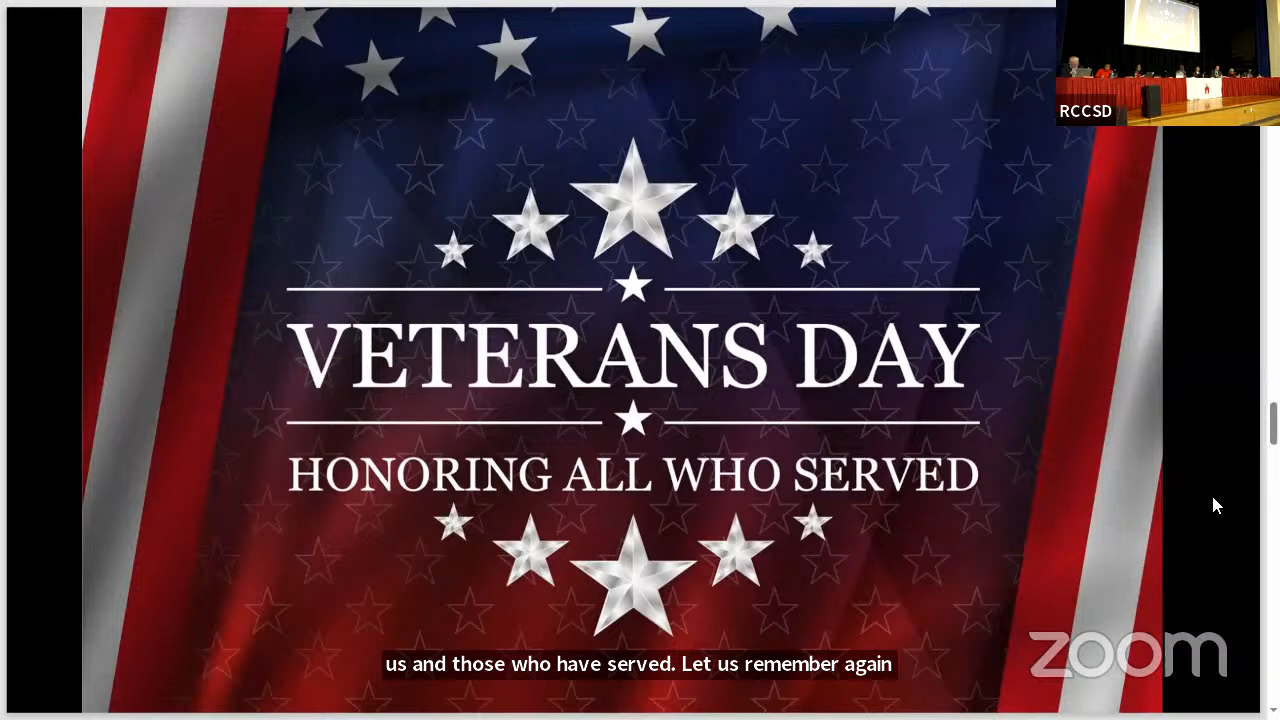 RCCSD
VETERANS DAY
HONORING ALL WHO SERVED
us and those who have served. Let us remember again
zoom